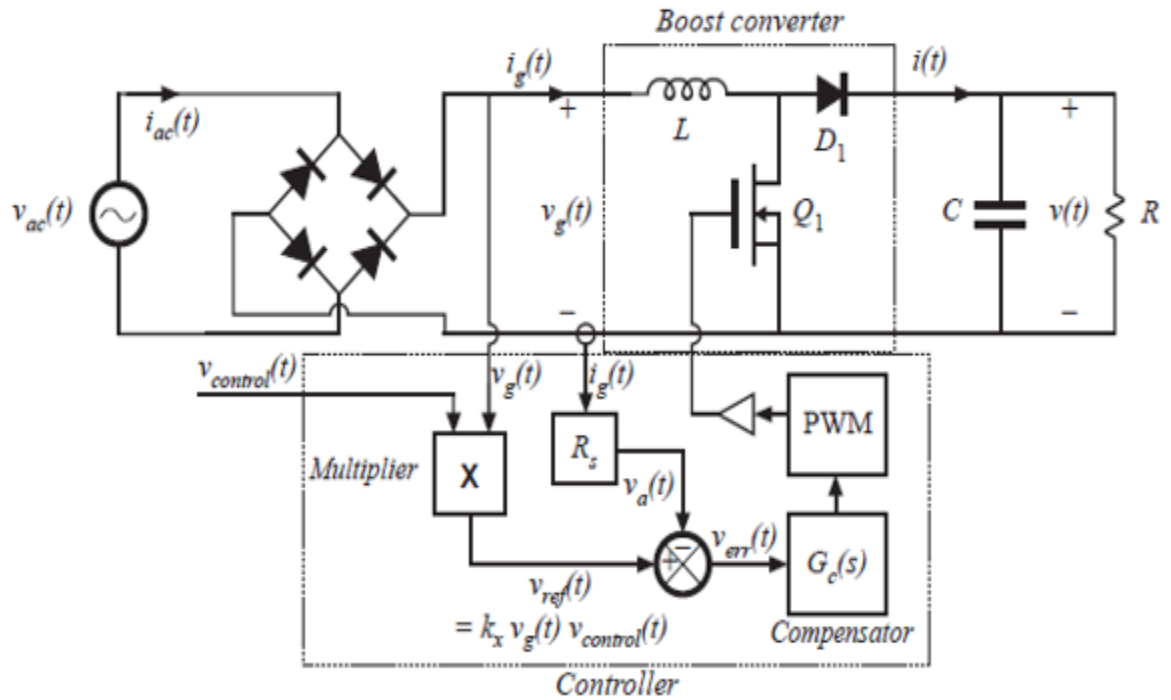 Boost converter
i_g(t)
i(t)
i_ac(t)
+
L
D_1
+
v_ac(t)
v_g(t)
Q_1
C
v(t)
R
−
−
v_control(t)
v_g(t)
i_g(t)
PWM
Multiplier
X
R_s
v_a(t)
−
+
v_err(t)
G_c(s)
v_ref(t)
= k_x v_g(t) v_control(t)
Compensator
Controller